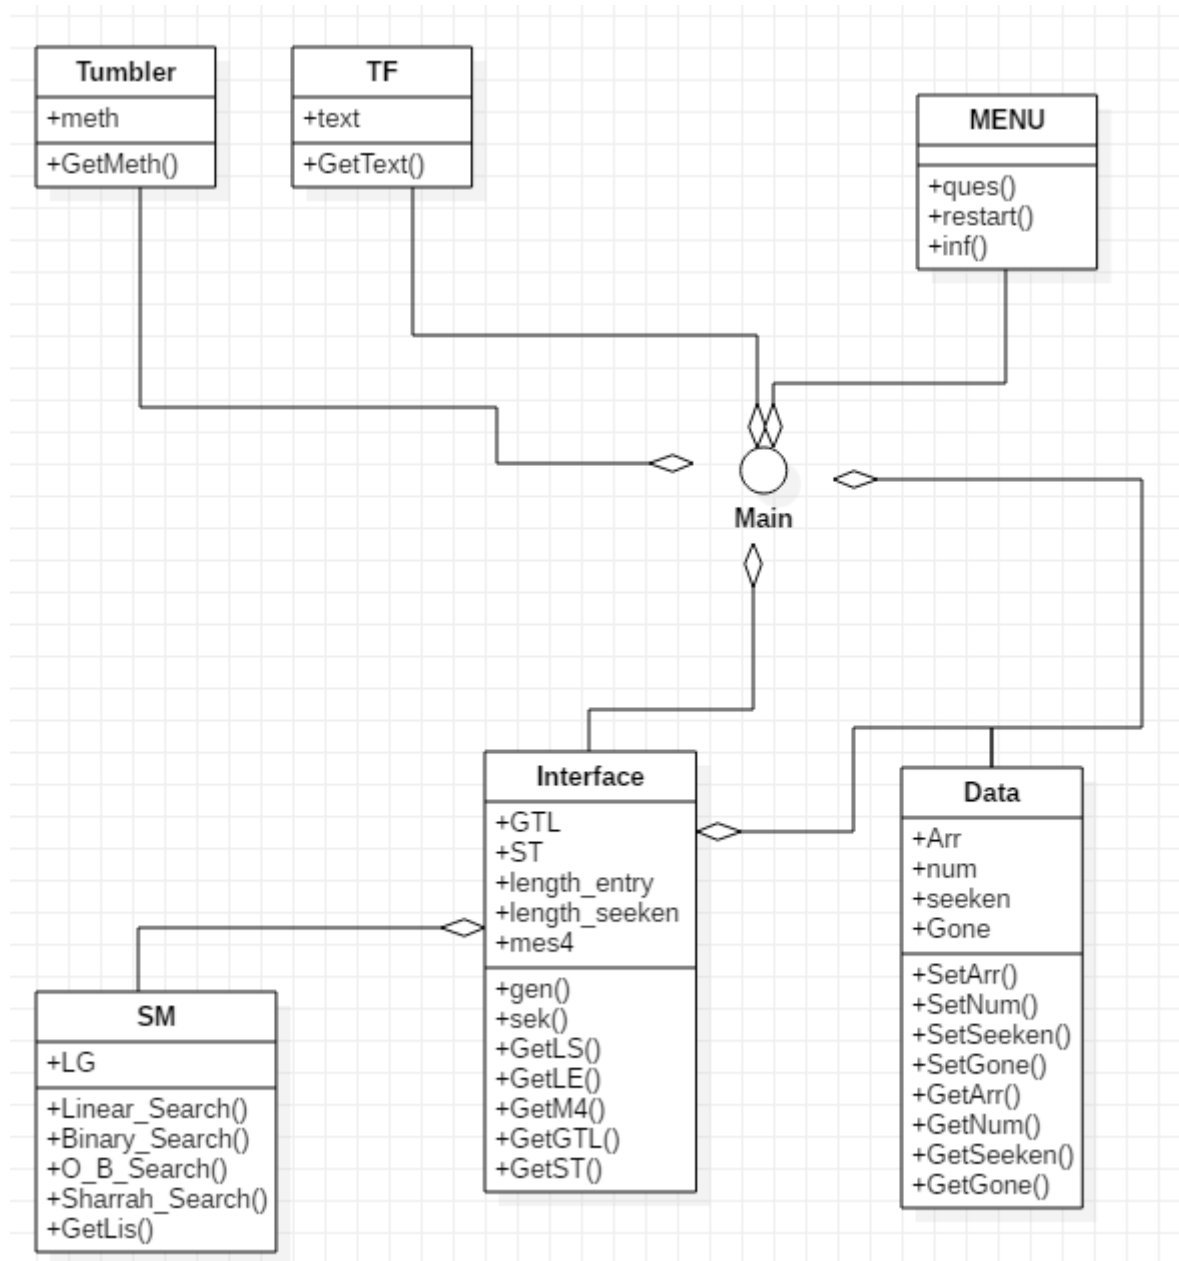 Tumbler
+meth
+GetMeth()
TF
+text
+GetText()
MENU
+ques()
+restart()
+inf()
Main
Interface
+GTL
+ST
+length_entry
+length_seeken
+mes4
+gen()
+sek()
+GetLS()
+GetLE()
+GetM4()
+GetGTL()
+GetST()
Data
+Arr
+num
+seeken
+Gone
+SetArr()
+SetNum()
+SetSeeken()
+SetGone()
+GetArr()
+GetNum()
+GetSeeken()
+GetGone()
SM
+LG
+Linear_Search()
+Binary_Search()
+O_B_Search()
+Sharrah_Search()
+GetLis()